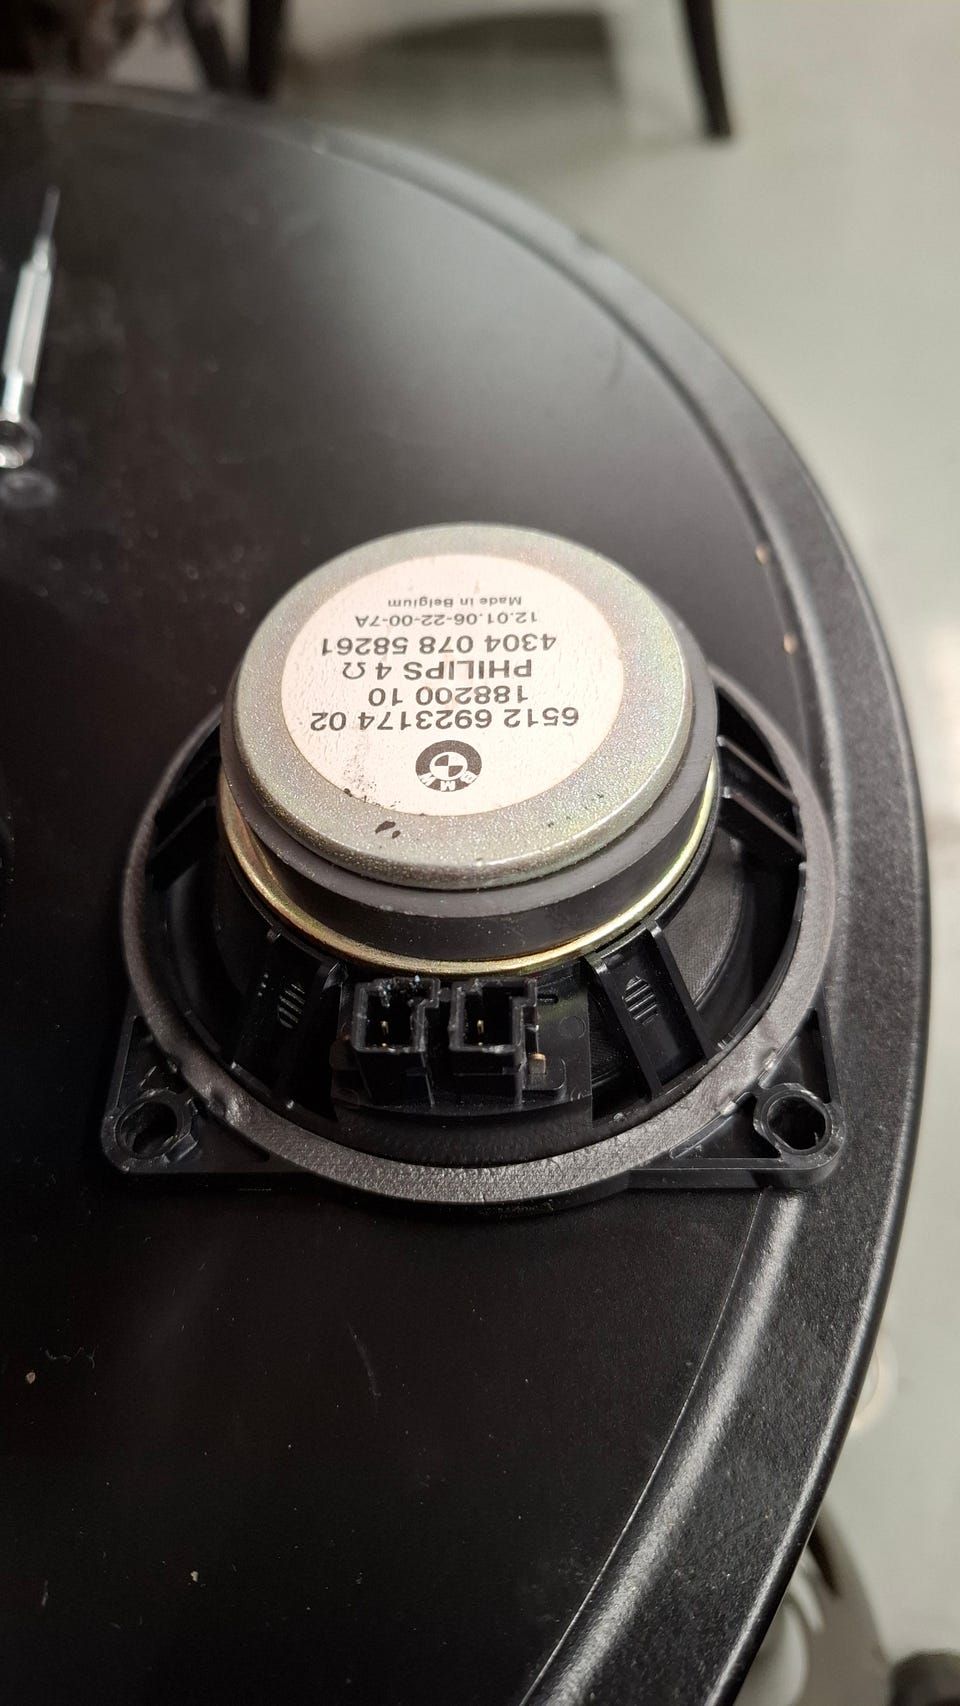 BMW
6512 6923174 02
188200 10
PHILIPS 4 Ω
4304 078 58261
12.01.06-22-00-7A
Made in Belgium